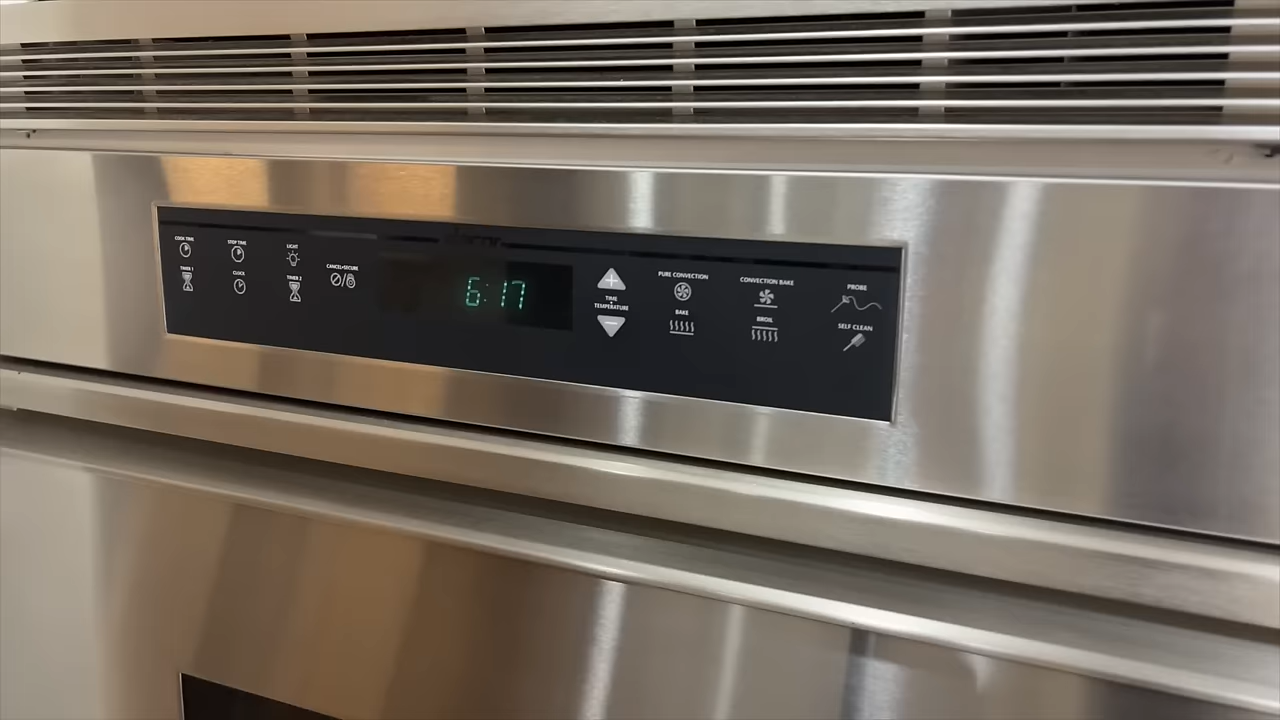 COOK TIME
STOP TIME
LIGHT
TIMER 1
CLOCK
TIMER 2
CANCEL•SECURE
6:17
TIME
TEMPERATURE
PURE CONVECTION
BAKE
CONVECTION BAKE
BROIL
PROBE
SELF CLEAN